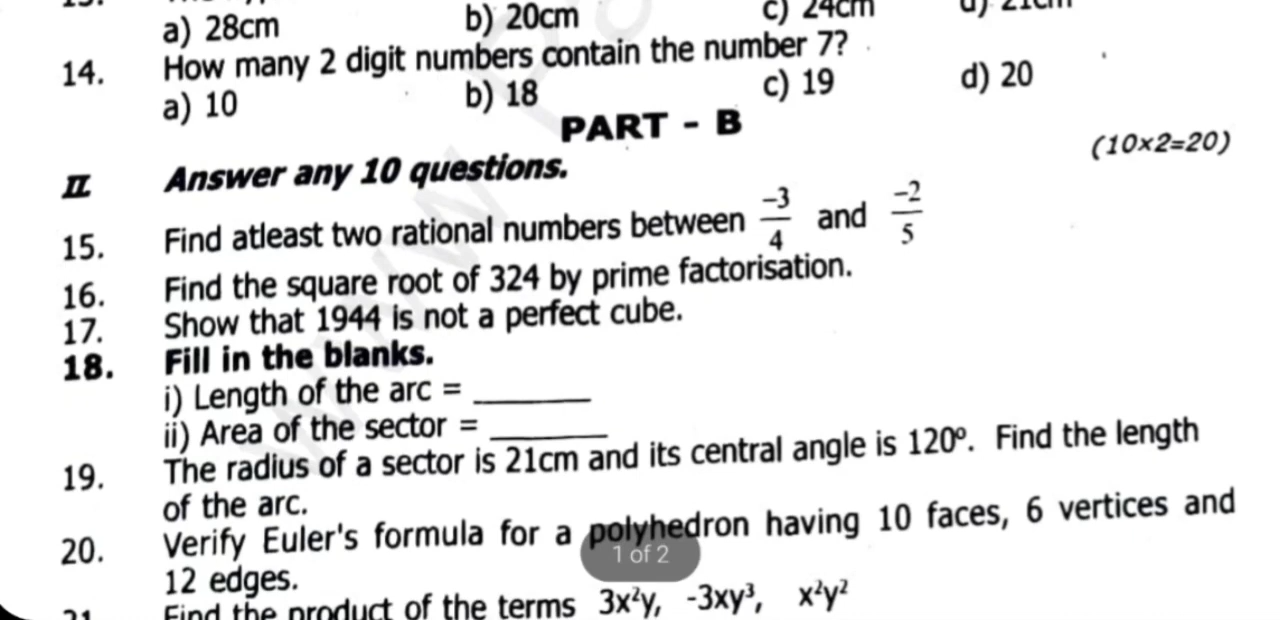 a) 28cm b) 20cm c) 24cm d) 21cm
14. How many 2 digit numbers contain the number 7?
a) 10 b) 18 c) 19 d) 20
PART - B
II Answer any 10 questions. (10×2=20)
15. Find atleast two rational numbers between -3/4 and -2/5
16. Find the square root of 324 by prime factorisation.
17. Show that 1944 is not a perfect cube.
18. Fill in the blanks.
i) Length of the arc = ______
ii) Area of the sector = ______
19. The radius of a sector is 21cm and its central angle is 120º. Find the length
of the arc.
20. Verify Euler's formula for a polyhedron having 10 faces, 6 vertices and
1 of 2
12 edges.
21. Find the product of the terms 3x²y, -3xy³, x²y²